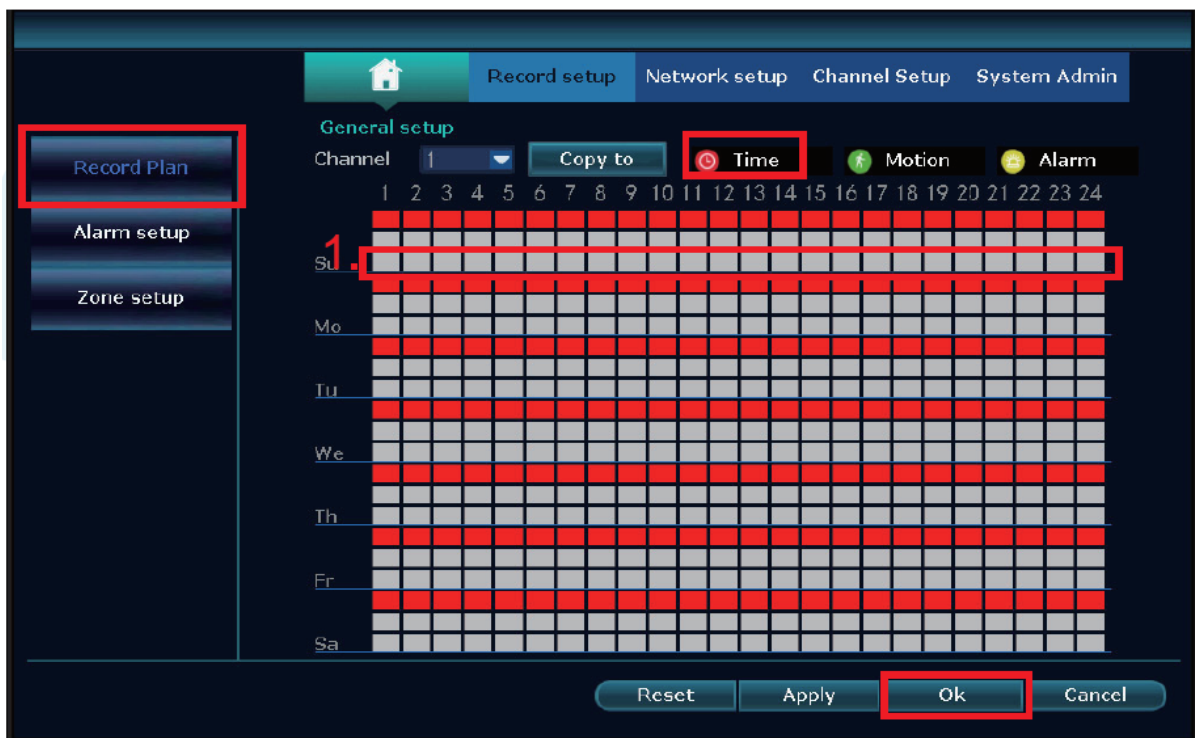 Record setup Network setup Channel Setup System Admin
General setup
Record Plan
Channel 1 Copy to Time Motion Alarm
1 2 3 4 5 6 7 8 9 10 11 12 13 14 15 16 17 18 19 20 21 22 23 24
Alarm setup
1.
Su
Zone setup
Mo
Tu
We
Th
Fr
Sa
Reset Apply Ok Cancel